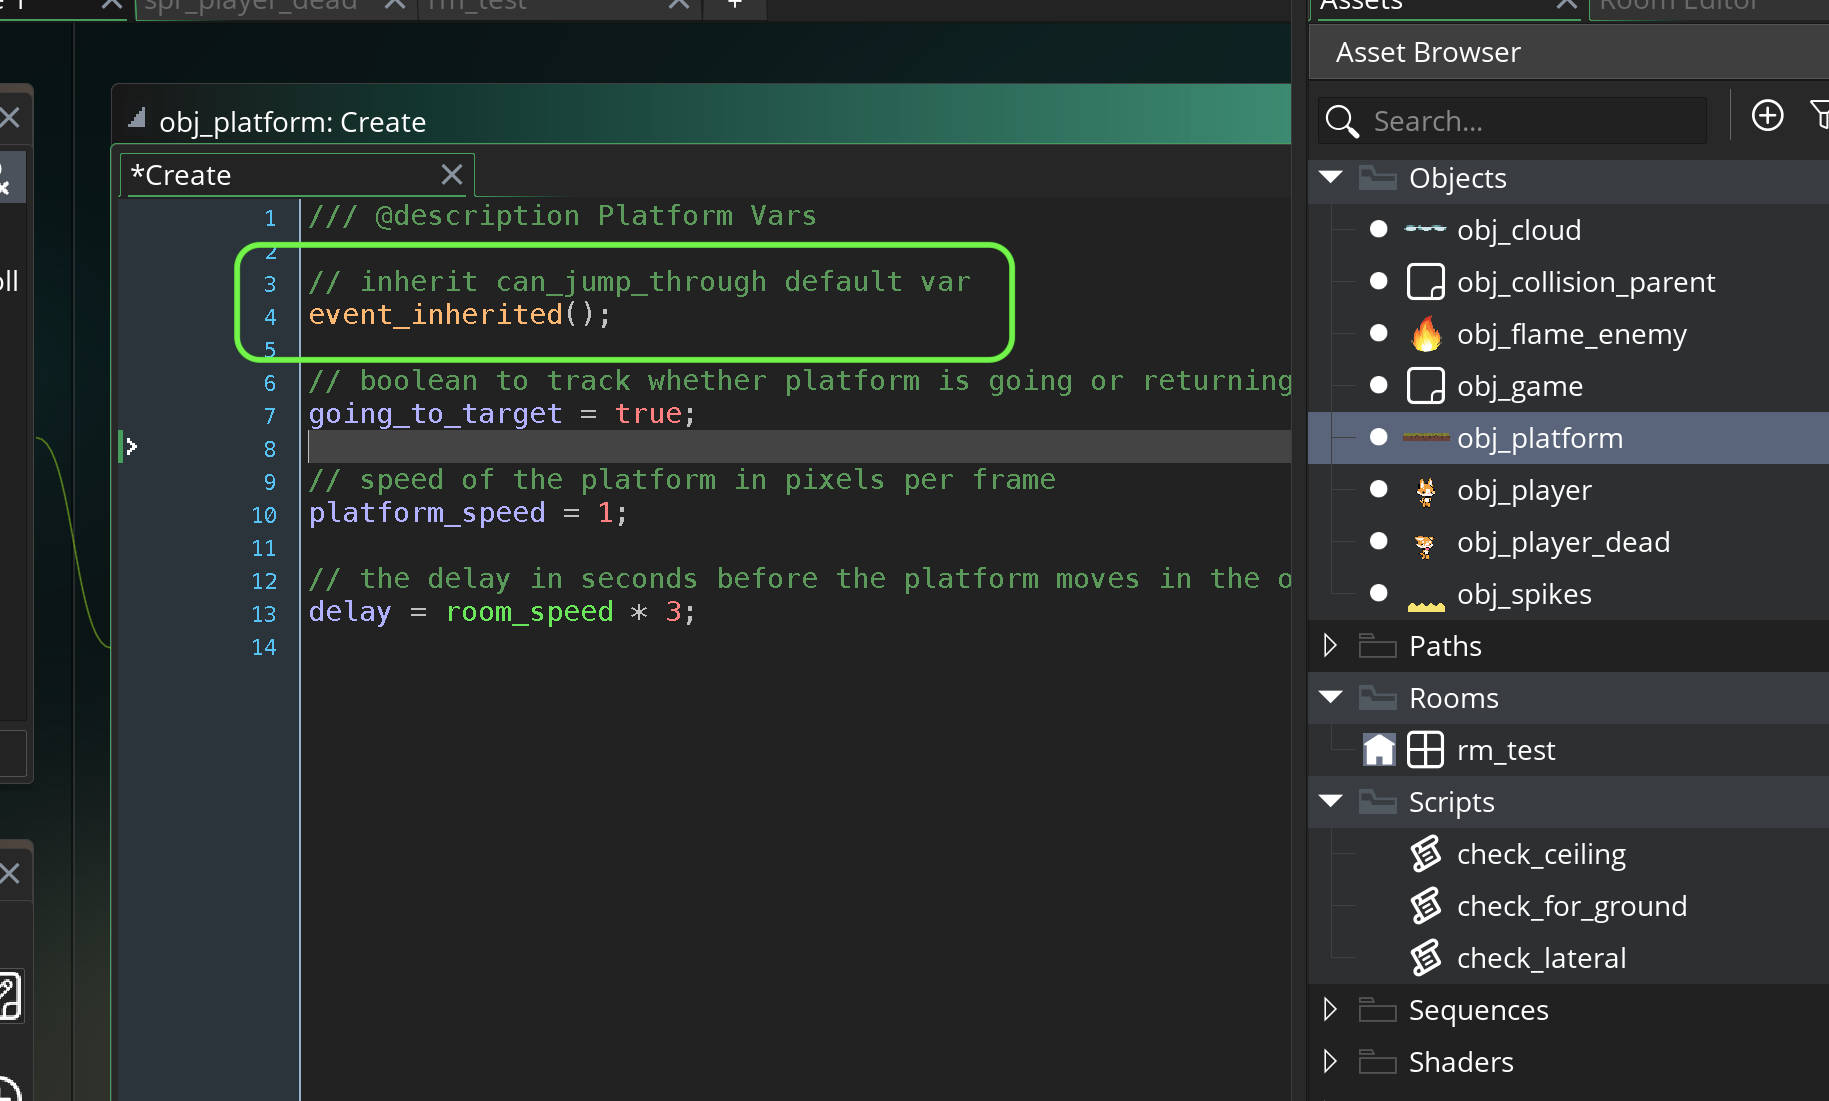 spr_player_dead
rm_test
+
Assets
Room Editor
Asset Browser
obj_platform: Create
Search...
*Create
Objects
1 /// @description Platform Vars
2
obj_cloud
3 // inherit can_jump_through default var
obj_collision_parent
4 event_inherited();
5
obj_flame_enemy
6 // boolean to track whether platform is going or returning
obj_game
7 going_to_target = true;
8
obj_platform
9 // speed of the platform in pixels per frame
obj_player
10 platform_speed = 1;
11
obj_player_dead
12 // the delay in seconds before the platform moves in the o
obj_spikes
13 delay = room_speed * 3;
14
Paths
Rooms
rm_test
Scripts
check_ceiling
check_for_ground
check_lateral
Sequences
Shaders